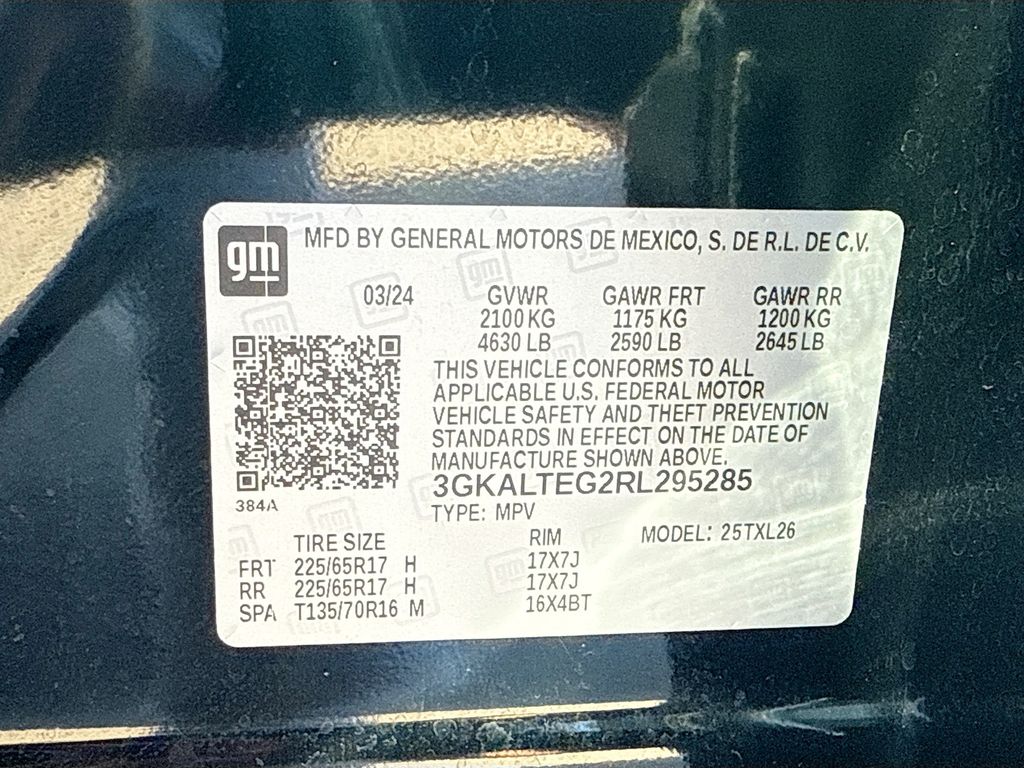 gm MFD BY GENERAL MOTORS DE MEXICO, S. DE R.L. DE C.V.
03/24 GVWR GAWR FRT GAWR RR
2100 KG 1175 KG 1200 KG
4630 LB 2590 LB 2645 LB
THIS VEHICLE CONFORMS TO ALL
APPLICABLE U.S. FEDERAL MOTOR
VEHICLE SAFETY AND THEFT PREVENTION
STANDARDS IN EFFECT ON THE DATE OF
MANUFACTURE SHOWN ABOVE.
3GKALTEG2RL295285
384A
TYPE: MPV
TIRE SIZE RIM MODEL: 25TXL26
FRT 225/65R17 H 17X7J
RR 225/65R17 H 17X7J
SPA T135/70R16 M 16X4BT